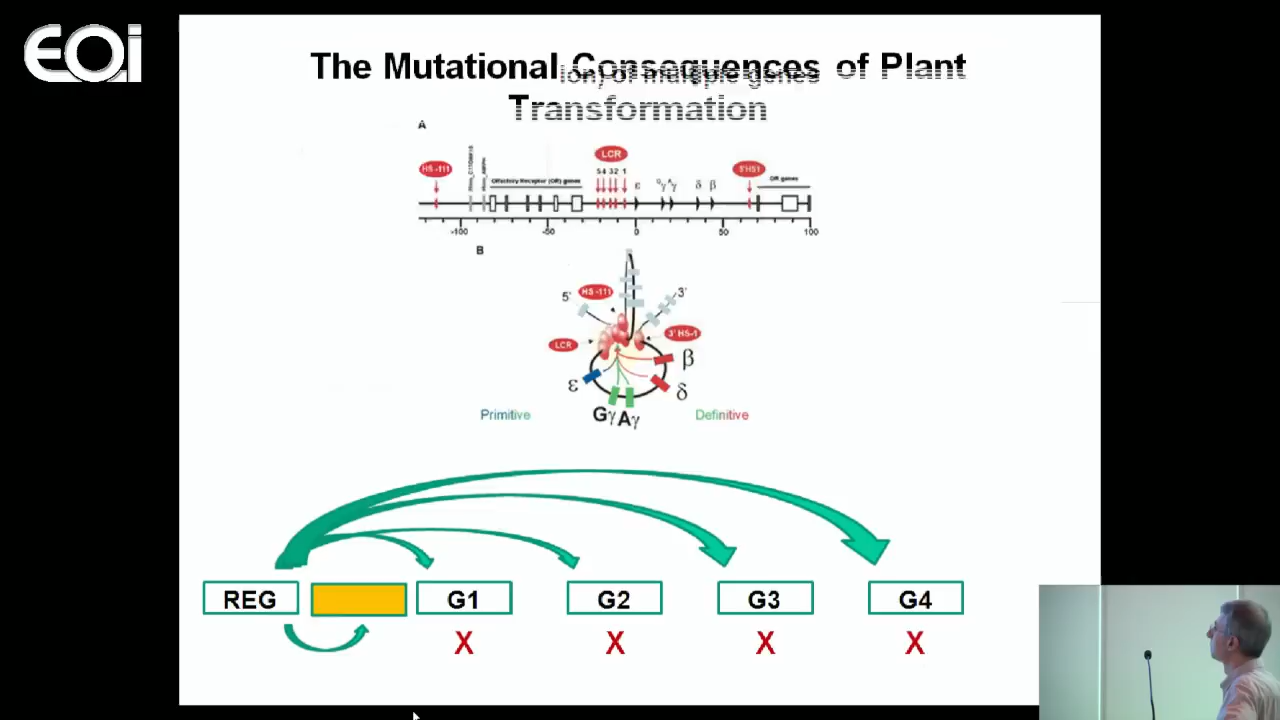 EOi
The Mutational Consequences of Plant
Transformation
ion) of multiple genes
A
HS -111
LCR
3'HS1
Olfactory Receptor (OR) genes
5 4 3 2 1
ε Gγ Aγ δ β
OR genes
-100 -50 0 50 100
B
5' HS -111 3'
LCR 3' HS-1
β
ε δ
Gγ Aγ
Primitive Definitive
REG G1 G2 G3 G4
X X X X